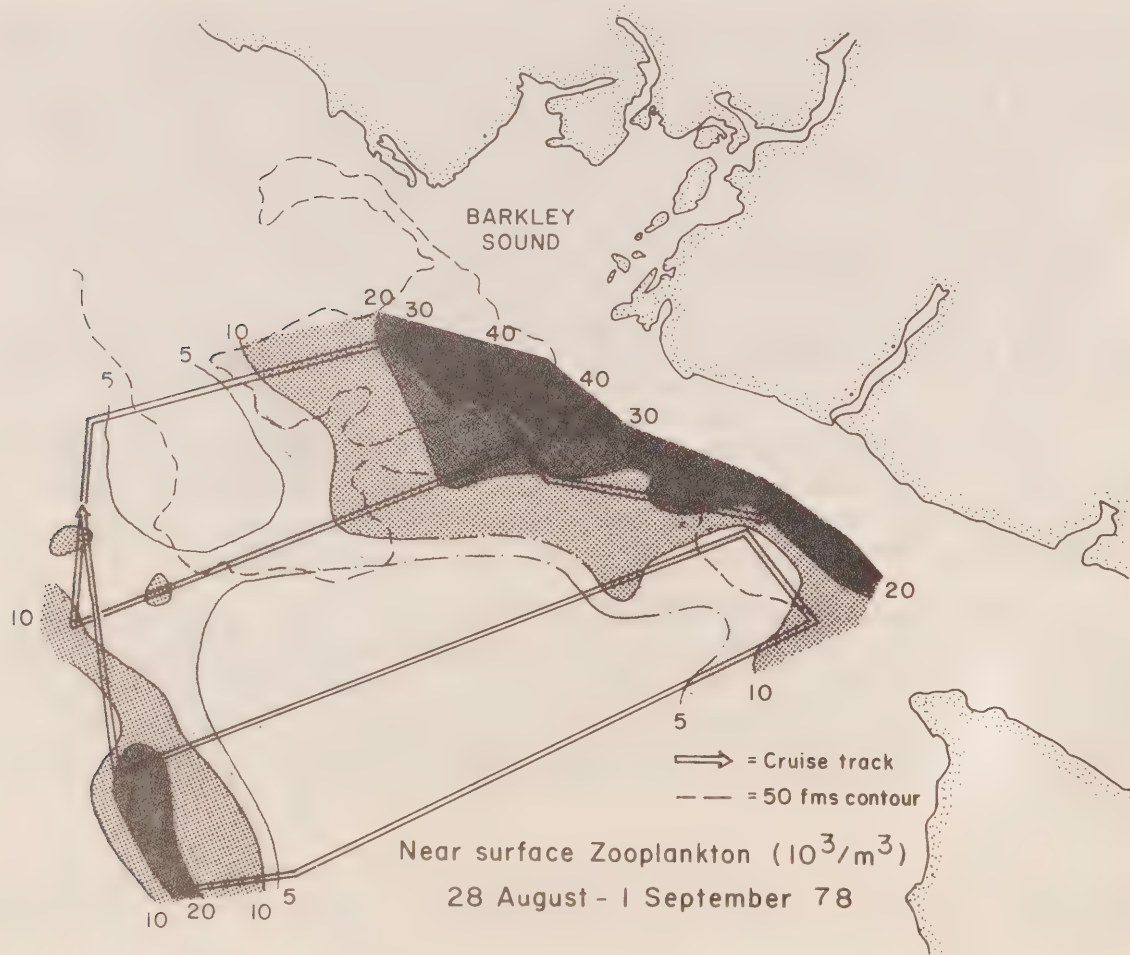 BARKLEY
SOUND
20 30
40
10
5
5
40
30
10
20
10
5
= Cruise track
= 50 fms contour
Near surface Zooplankton (10³/m³)
28 August - 1 September 78
10 20 10 5